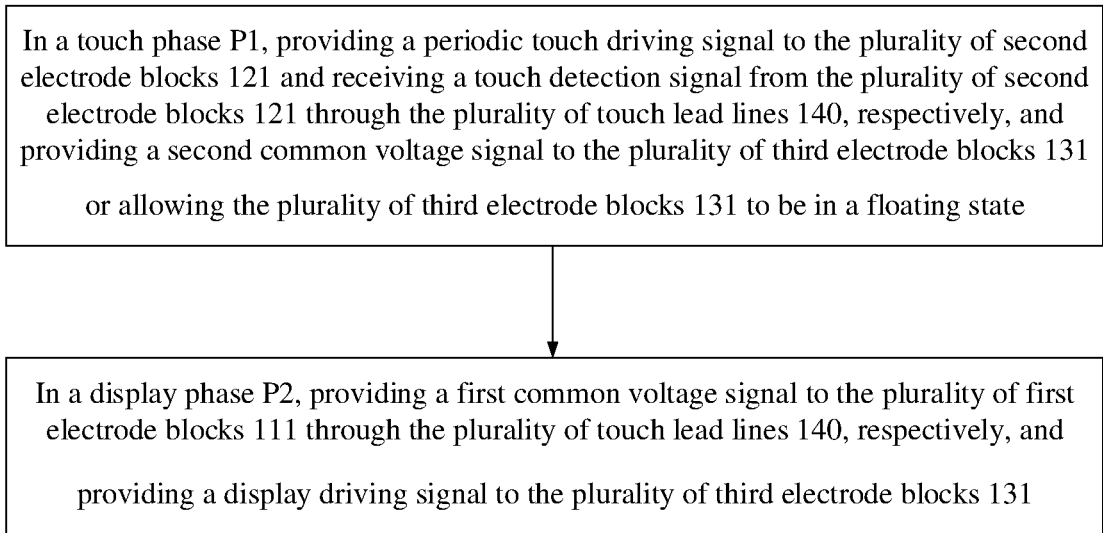 In a touch phase P1, providing a periodic touch driving signal to the plurality of second
electrode blocks 121 and receiving a touch detection signal from the plurality of second
electrode blocks 121 through the plurality of touch lead lines 140, respectively, and
providing a second common voltage signal to the plurality of third electrode blocks 131
or allowing the plurality of third electrode blocks 131 to be in a floating state
In a display phase P2, providing a first common voltage signal to the plurality of first
electrode blocks 111 through the plurality of touch lead lines 140, respectively, and
providing a display driving signal to the plurality of third electrode blocks 131